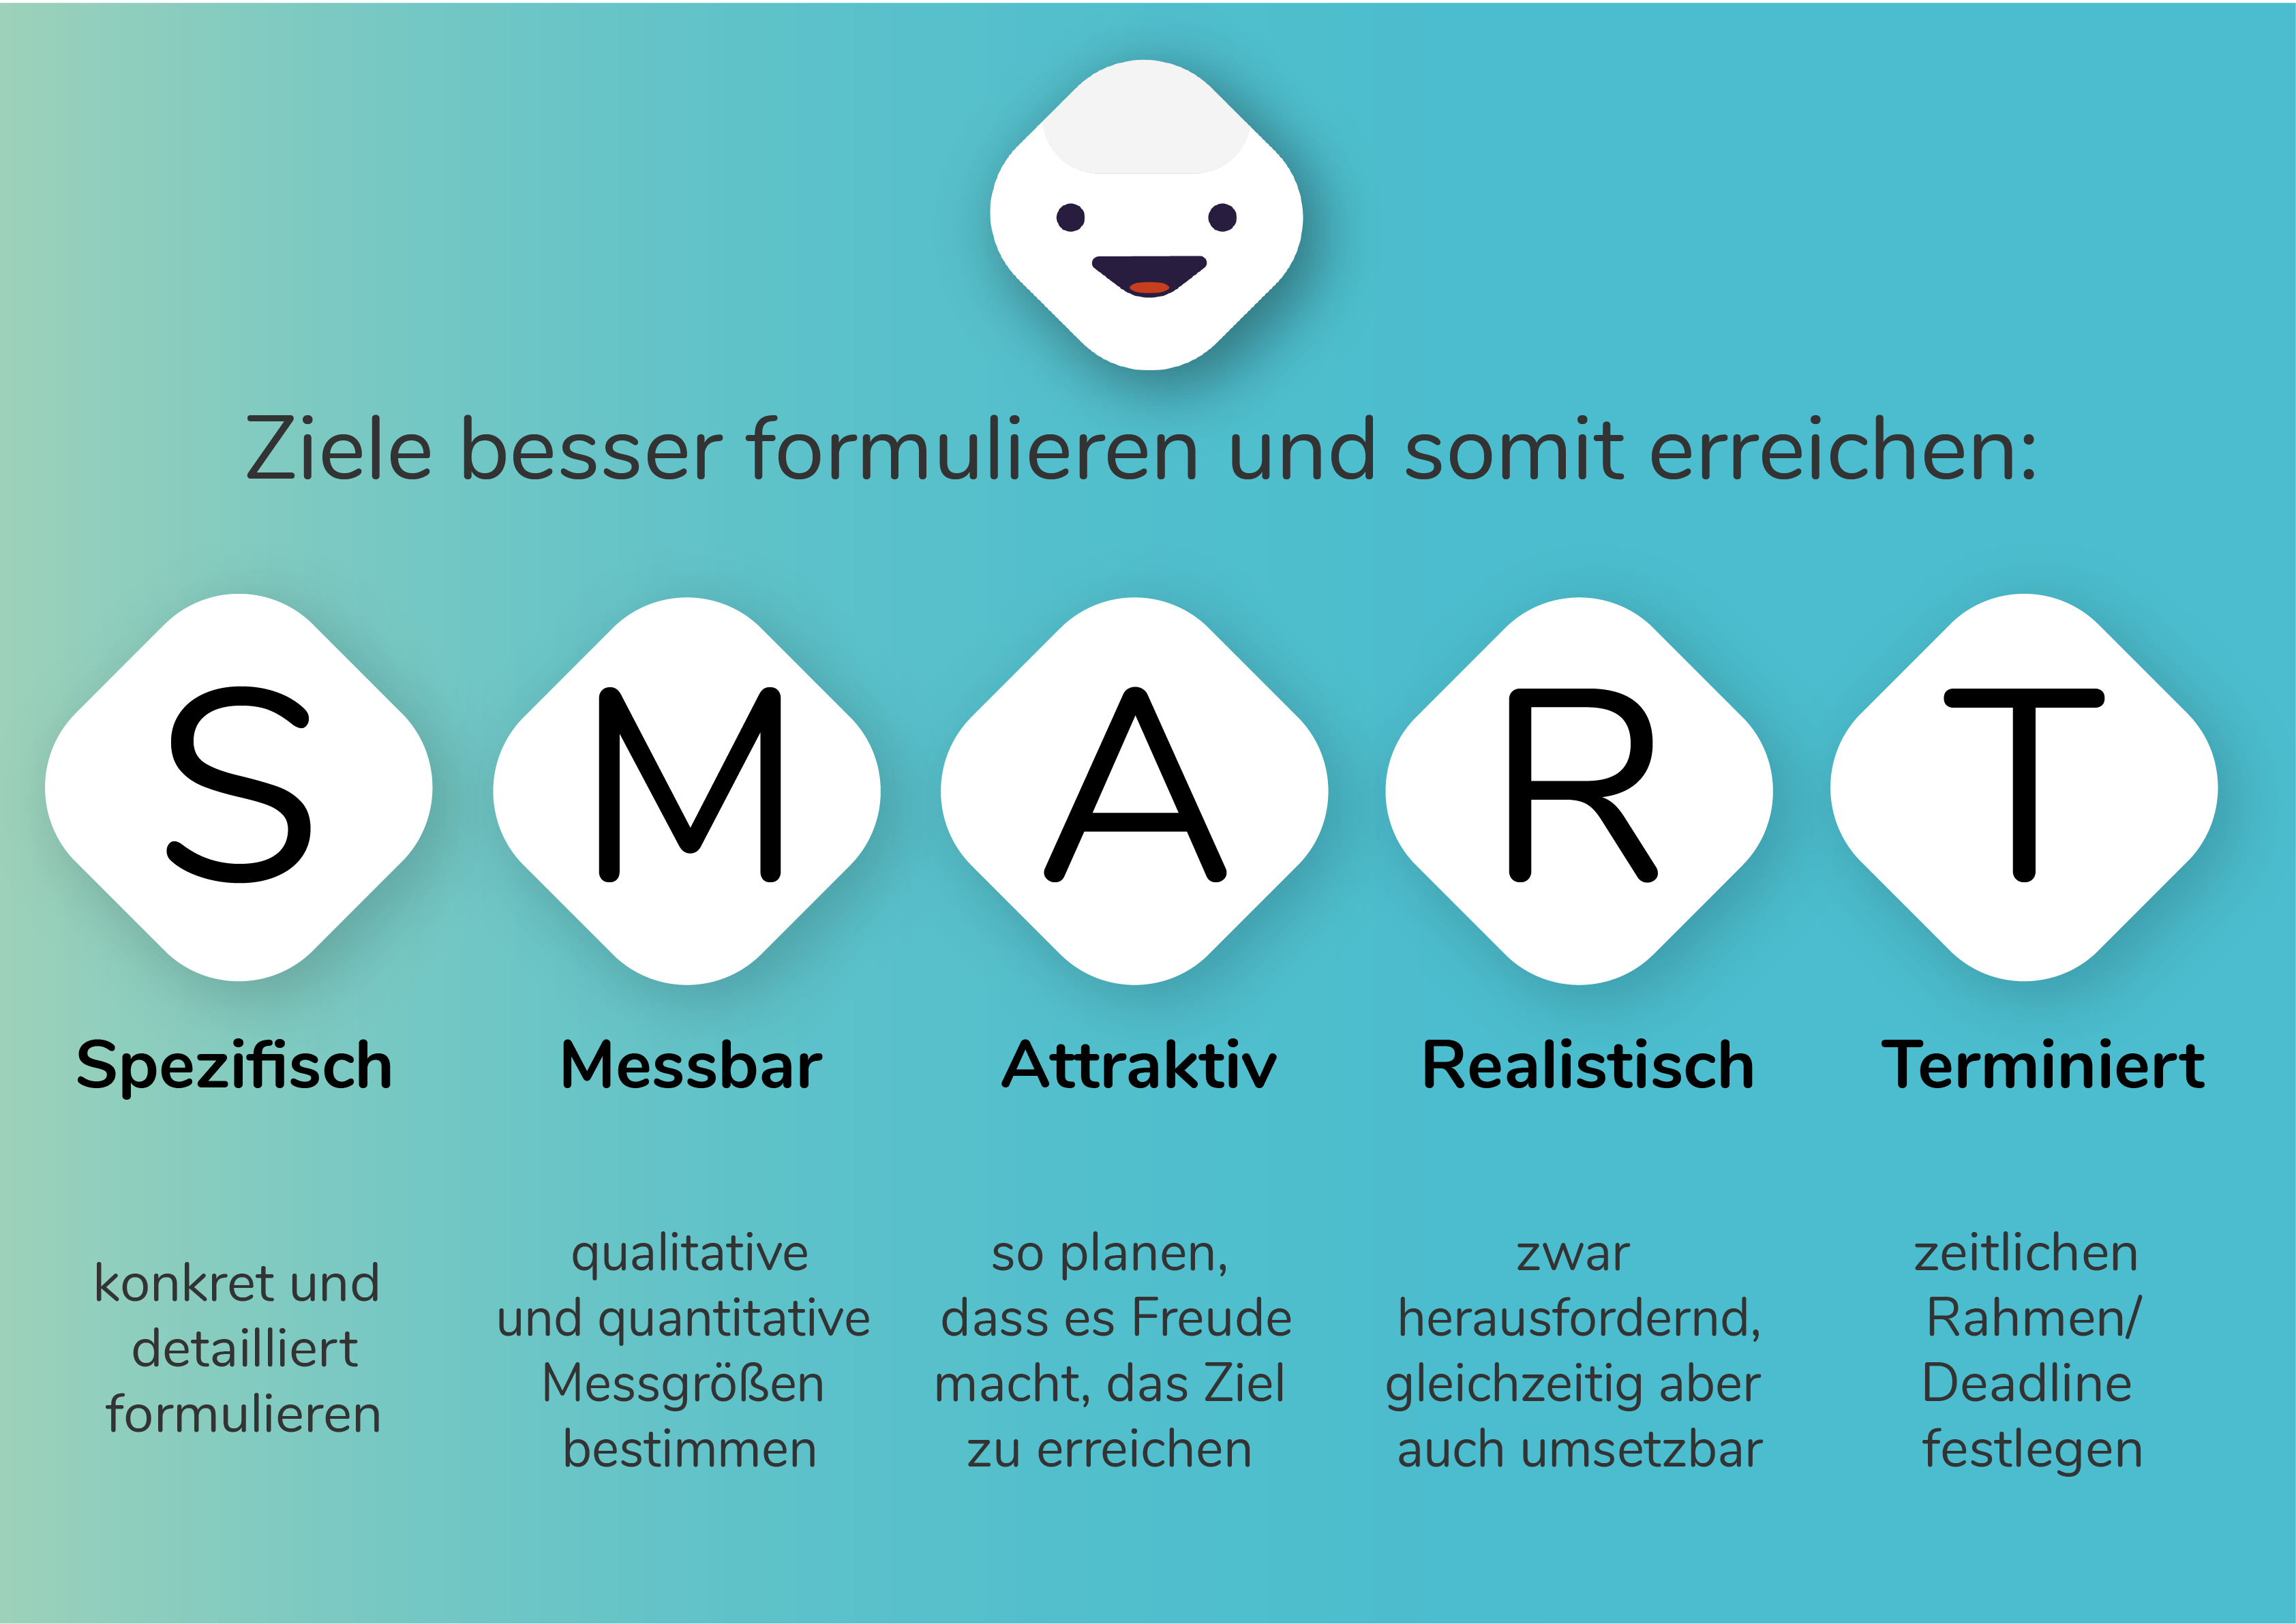 Ziele besser formulieren und somit erreichen:
S M A R T
Spezifisch
Messbar
Attraktiv
Realistisch
Terminiert
konkret und
detailliert
formulieren
qualitative
und quantitative
Messgrößen
bestimmen
so planen,
dass es Freude
macht, das Ziel
zu erreichen
zwar
herausfordernd,
gleichzeitig aber
auch umsetzbar
zeitlichen
Rahmen/
Deadline
festlegen